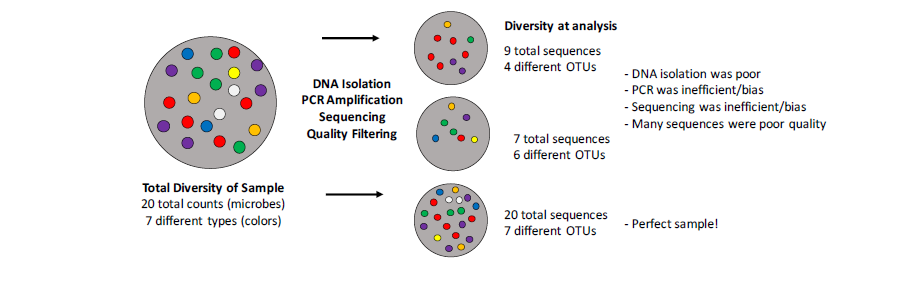 Diversity at analysis
9 total sequences
4 different OTUs
DNA Isolation
PCR Amplification
Sequencing
Quality Filtering
- DNA isolation was poor
- PCR was inefficient/bias
- Sequencing was inefficient/bias
- Many sequences were poor quality
7 total sequences
6 different OTUs
Total Diversity of Sample
20 total counts (microbes)
7 different types (colors)
20 total sequences
7 different OTUs
- Perfect sample!